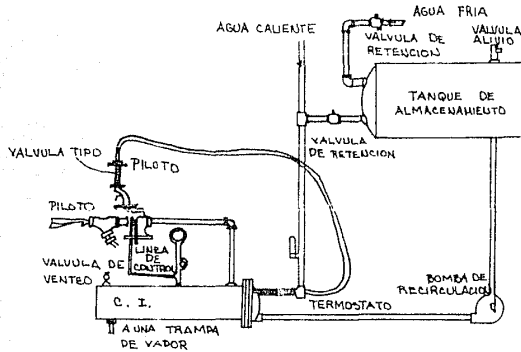 AGUA CALIENTE
AGUA FRIA
VALVULA DE
RETENCION
VALVULA
ALIVIO
TANQUE DE
ALMACENAMIENTO
VALVULA
DE RETENCION
VALVULA TIPO
PILOTO
PILOTO
LINEA
DE
CONTROL
VALVULA DE
VENTEO
C. I.
TERMOSTATO
BOMBA DE
RECIRCULACION
A UNA TRAMPA
DE VAPOR